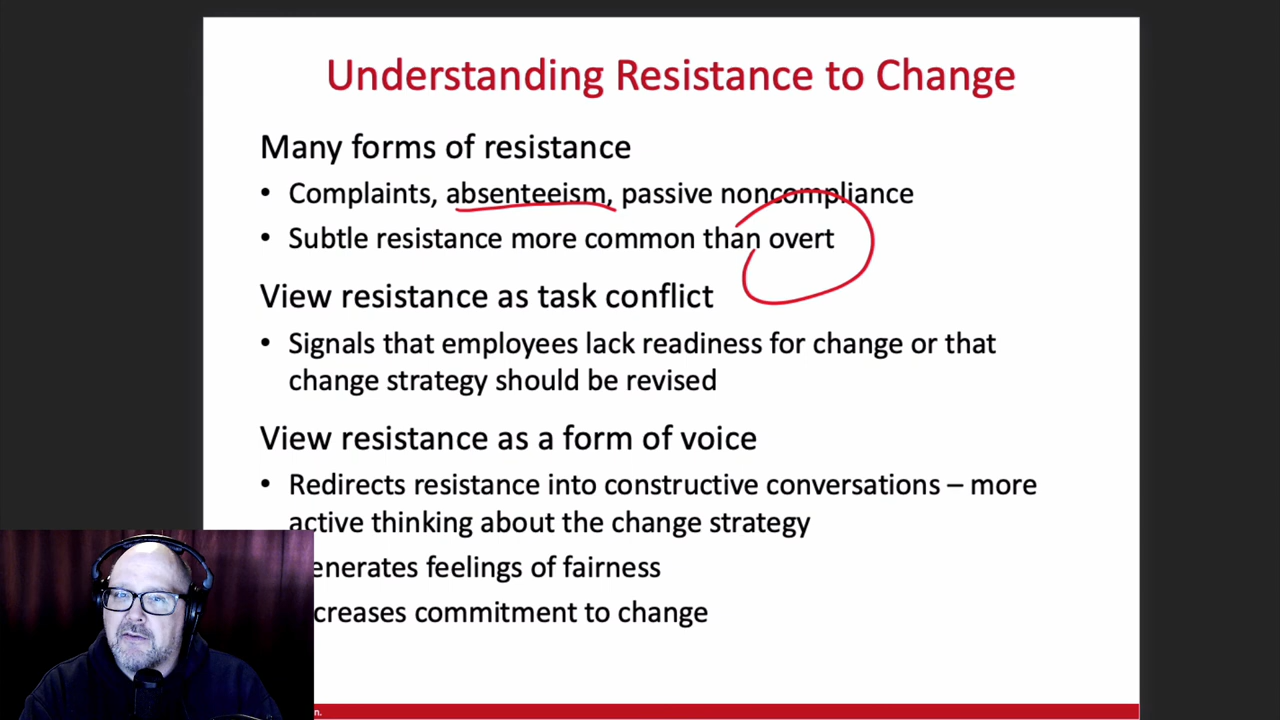 Understanding Resistance to Change
Many forms of resistance
• Complaints, absenteeism, passive noncompliance
• Subtle resistance more common than overt
View resistance as task conflict
• Signals that employees lack readiness for change or that
change strategy should be revised
View resistance as a form of voice
• Redirects resistance into constructive conversations – more
active thinking about the change strategy
enerates feelings of fairness
creases commitment to change
n.